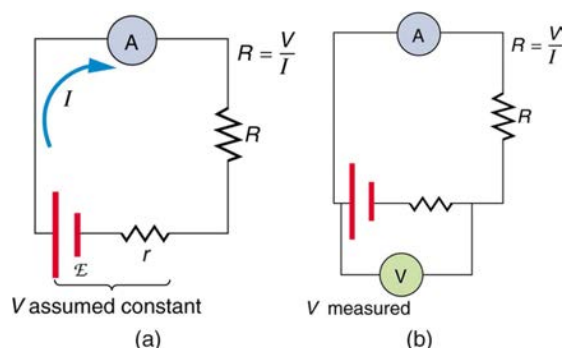 A
R = V/I
I
R
ℰ
r
V assumed constant
(a)
A
R = V/I
R
V
V measured
(b)